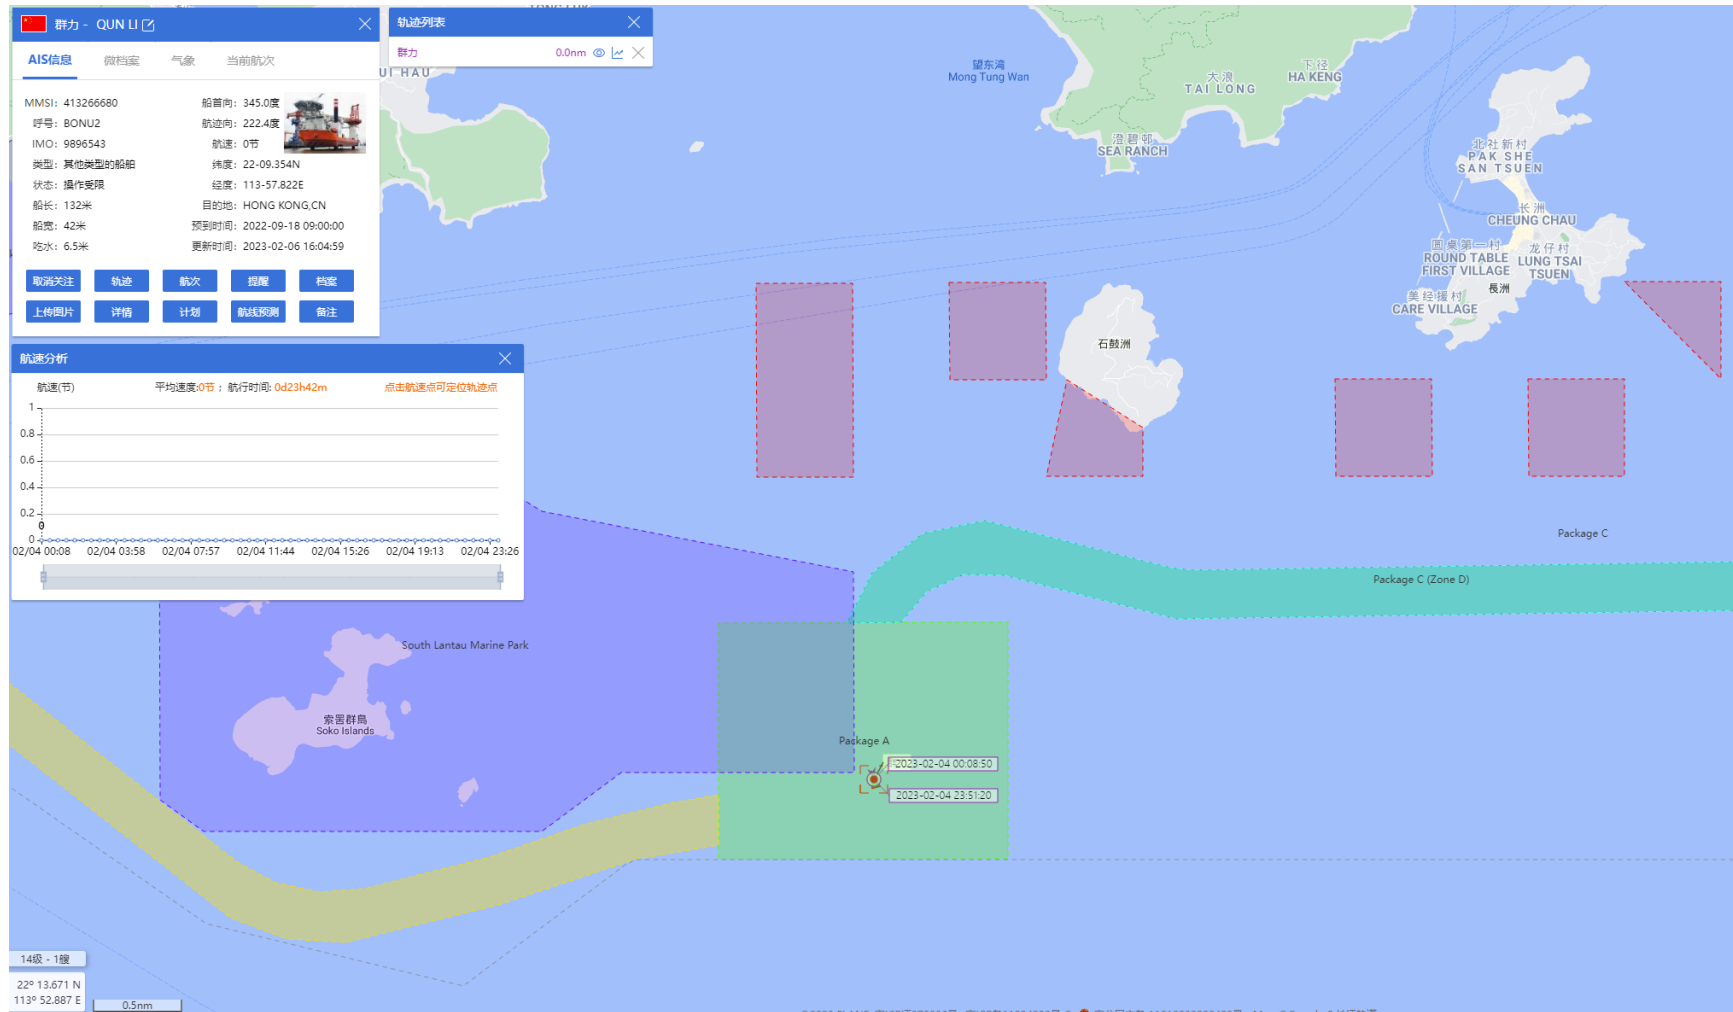 群力 - QUN LI
AIS信息 微档案 气象 当前航次
MMSI: 413266680 船首向: 345.0度
呼号: BONU2 航迹向: 222.4度
IMO: 9896543 航速: 0节
类型: 其他类型的船舶 纬度: 22-09.354N
状态: 操作受限 经度: 113-57.822E
船长: 132米 目的地: HONG KONG,CN
船宽: 42米 预到时间: 2022-09-18 09:00:00
吃水: 6.5米 更新时间: 2023-02-06 16:04:59
取消关注 轨迹 航次 提醒 档案
上传图片 详情 计划 航线预测 备注
轨迹列表
群力 0.0nm
UI HAU
望东湾
Mong Tung Wan
大浪
TAI LONG
下径
HA KENG
澄碧邨
SEA RANCH
北社新村
PAK SHE
SAN TSUEN
长洲
CHEUNG CHAU
圆桌第一村
ROUND TABLE
FIRST VILLAGE
龙仔村
LUNG TSAI
TSUEN
長洲
美经援村
CARE VILLAGE
石鼓洲
航速分析
航速(节) 平均速度:0节 ; 航行时间: 0d23h42m 点击航速点可定位轨迹点
1
0.8
0.6
0.4
0.2
0
0
02/04 00:08 02/04 03:58 02/04 07:57 02/04 11:44 02/04 15:26 02/04 19:13 02/04 23:26
Package C
Package C (Zone D)
South Lantau Marine Park
索罟群島
Soko Islands
Package A
2023-02-04 00:08:50
2023-02-04 23:51:20
14级 - 1艘
22º 13.671 N
113º 52.887 E
0.5nm